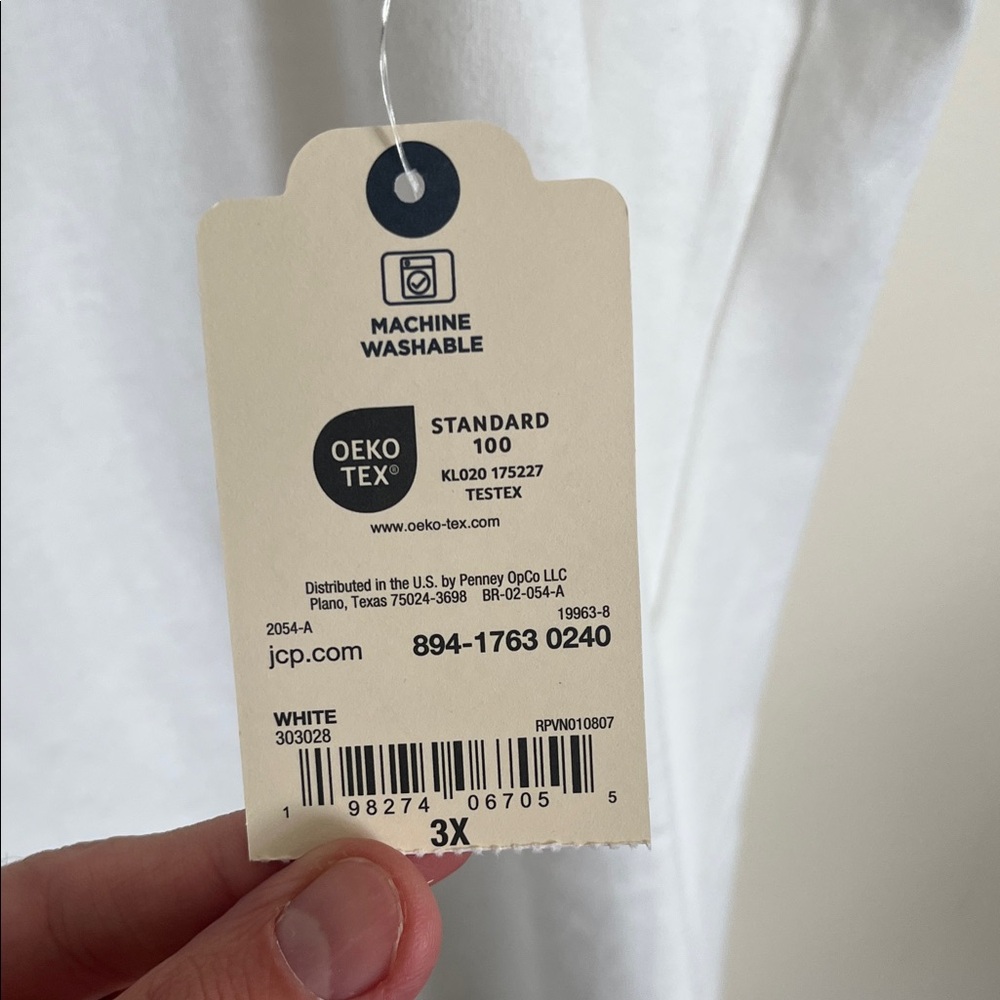 MACHINE
WASHABLE
OEKO
TEX®
STANDARD
100
KL020 175227
TESTEX
www.oeko-tex.com
Distributed in the U.S. by Penney OpCo LLC
Plano, Texas 75024-3698 BR-02-054-A
2054-A 19963-8
jcp.com 894-1763 0240
WHITE
303028 RPVN010807
1 98274 06705 5
3X